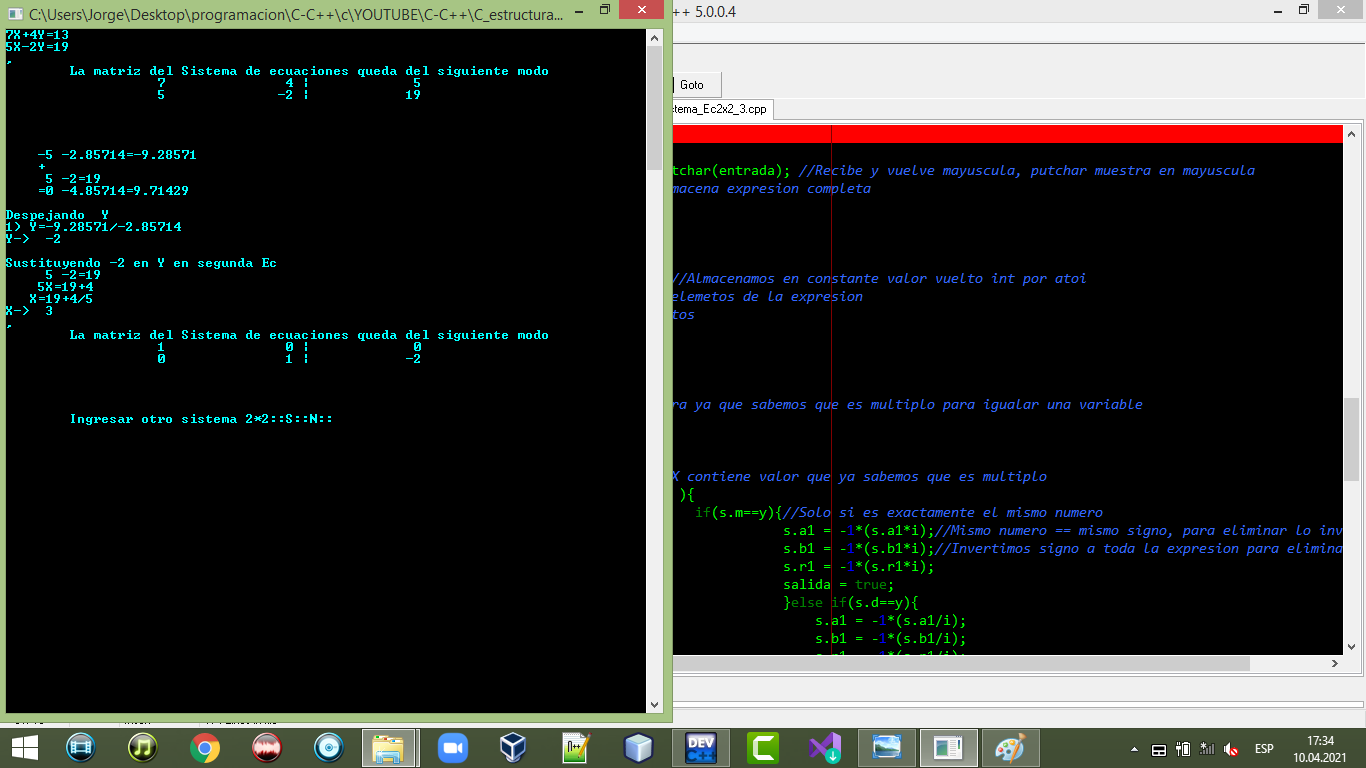 C:\Users\Jorge\Desktop\programacion\C-C++\c\YOUTUBE\C-C++\C_estructura...
++ 5.0.0.4
7X+4Y=13
5X-2Y=19
,
La matriz del Sistema de ecuaciones queda del siguiente modo
7 4 ¦ 5
5 -2 ¦ 19
-5 -2.85714=-9.28571
+
5 -2=19
=0 -4.85714=9.71429
Despejando Y
1) Y=-9.28571/-2.85714
Y-> -2
Sustituyendo -2 en Y en segunda Ec
5 -2=19
5X=19+4
X=19+4/5
X-> 3
,
La matriz del Sistema de ecuaciones queda del siguiente modo
1 0 ¦ 0
0 1 ¦ -2
Ingresar otro sistema 2*2::S::N::
Goto
tema_Ec2x2_3.cpp
tchar(entrada); //Recibe y vuelve mayuscula, putchar muestra en mayuscula
macena expresion completa
//Almacenamos en constante valor vuelto int por atoi
elemetos de la expresion
tos
ra ya que sabemos que es multiplo para igualar una variable
X contiene valor que ya sabemos que es multiplo
){
if(s.m==y){//Solo si es exactamente el mismo numero
s.a1 = -1*(s.a1*i);//Mismo numero == mismo signo, para eliminar lo inv
s.b1 = -1*(s.b1*i);//Invertimos signo a toda la expresion para elimina
s.r1 = -1*(s.r1*i);
salida = true;
}else if(s.d==y){
s.a1 = -1*(s.a1/i);
s.b1 = -1*(s.b1/i);
s.r1 = -1*(s.r1/i);
DEV
C++
ESP
17:34
10.04.2021